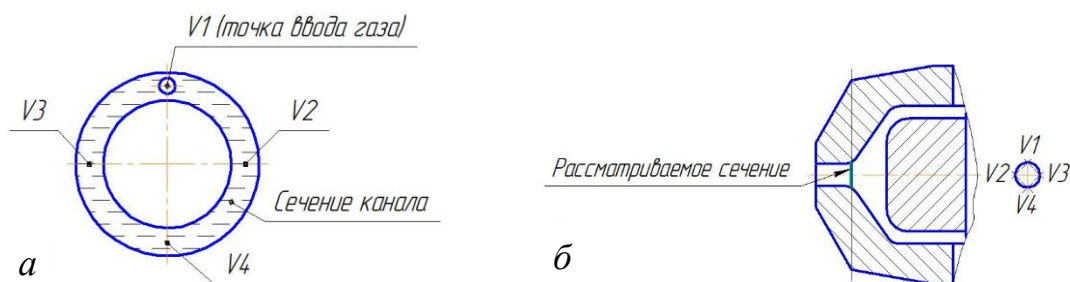 V1 (точка ввода газа)
V3
V2
Сечение канала
V4
а
Рассматриваемое сечение
V1
V2
V3
V4
б